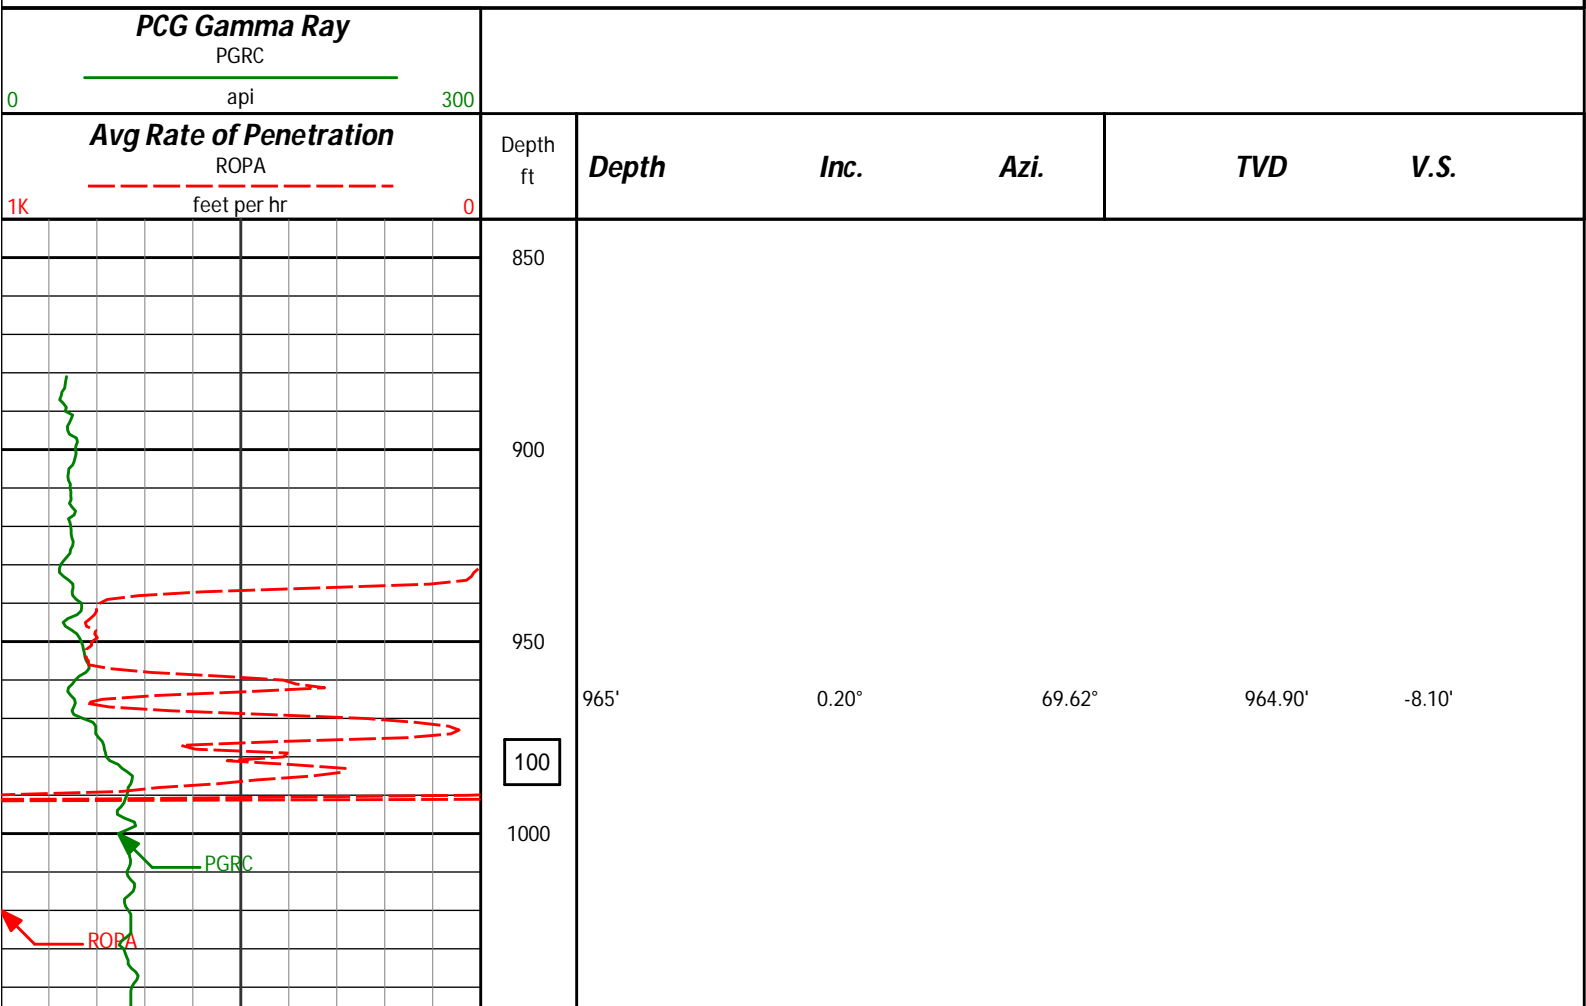 PCG Gamma Ray
PGRC
0 api 300
Avg Rate of Penetration
ROPA
1K feet per hr 0
Depth
ft
Depth Inc. Azi. TVD V.S.
850
900
950
965' 0.20° 69.62° 964.90' -8.10'
100
1000
PGRC
ROPA